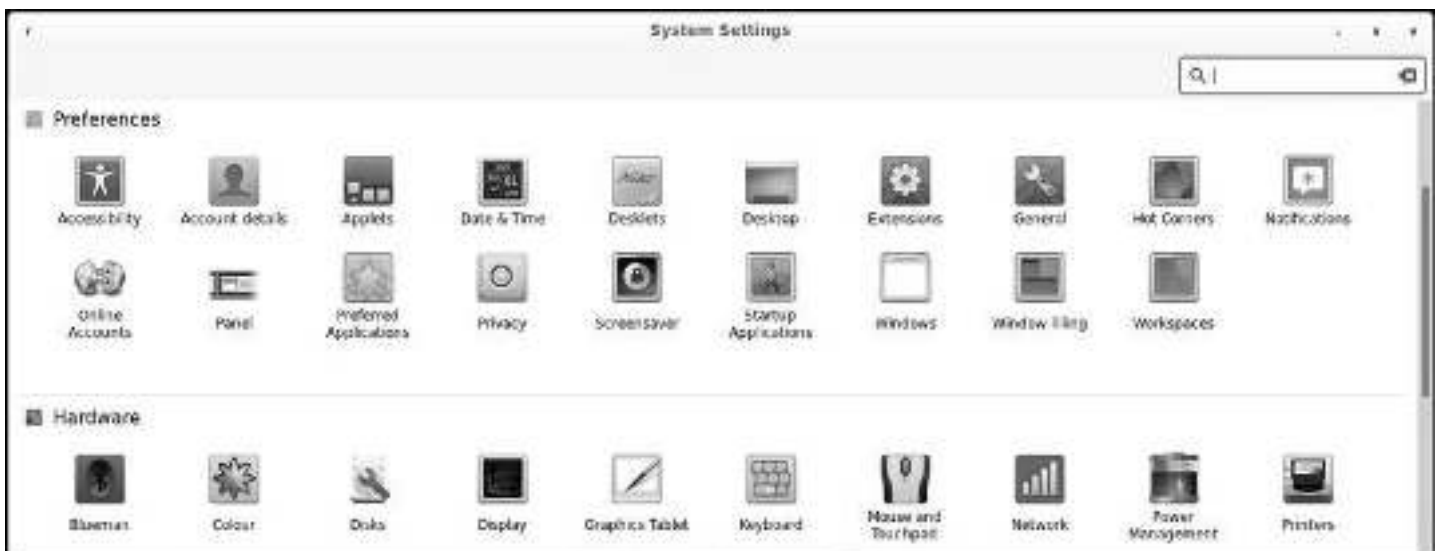 System Settings
Preferences
Accessibility
Account details
Applets
Date & Time
Desklets
Desktop
Extensions
General
Hot Corners
Notifications
Online
Accounts
Panel
Preferred
Applications
Privacy
Screensaver
Startup
Applications
Windows
Window Tiling
Workspaces
Hardware
Blueman
Colour
Disks
Display
Graphics Tablet
Keyboard
Mouse and
Touchpad
Network
Power
Management
Printers